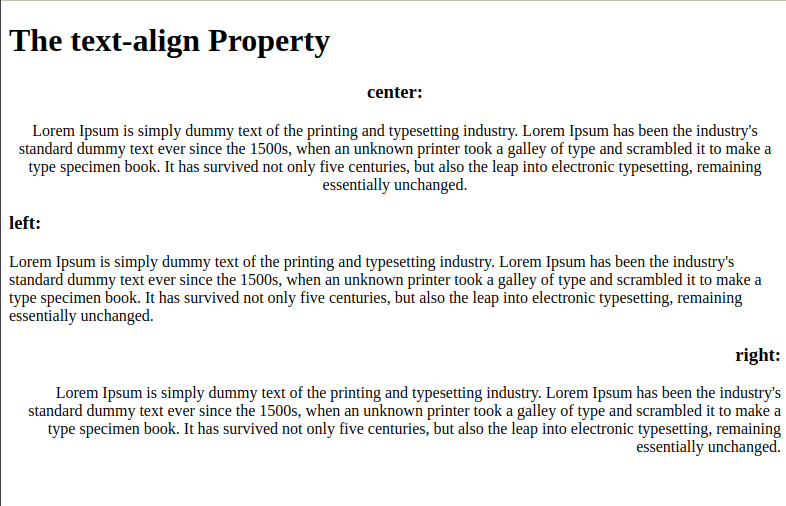 The text-align Property
center:
Lorem Ipsum is simply dummy text of the printing and typesetting industry. Lorem Ipsum has been the industry's
standard dummy text ever since the 1500s, when an unknown printer took a galley of type and scrambled it to make a
type specimen book. It has survived not only five centuries, but also the leap into electronic typesetting, remaining
essentially unchanged.
left:
Lorem Ipsum is simply dummy text of the printing and typesetting industry. Lorem Ipsum has been the industry's
standard dummy text ever since the 1500s, when an unknown printer took a galley of type and scrambled it to make a
type specimen book. It has survived not only five centuries, but also the leap into electronic typesetting, remaining
essentially unchanged.
right:
Lorem Ipsum is simply dummy text of the printing and typesetting industry. Lorem Ipsum has been the industry's
standard dummy text ever since the 1500s, when an unknown printer took a galley of type and scrambled it to make a
type specimen book. It has survived not only five centuries, but also the leap into electronic typesetting, remaining
essentially unchanged.